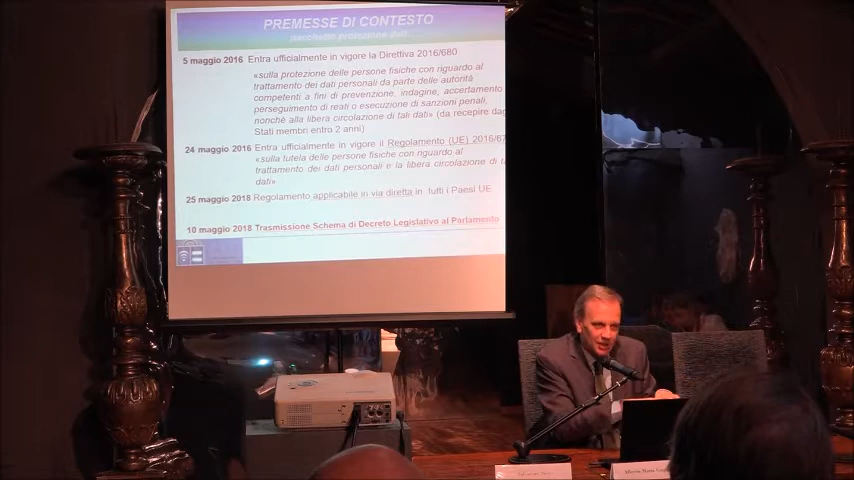 PREMESSE DI CONTESTO
pacchetto protezione dati
5 maggio 2016 Entra ufficialmente in vigore la Direttiva 2016/680
«sulla protezione delle persone fisiche con riguardo al
trattamento dei dati personali da parte delle autorità
competenti a fini di prevenzione, indagine, accertamento
perseguimento di reati o esecuzione di sanzioni penali,
nonché alla libera circolazione di tali dati» (da recepire dag
Stati membri entro 2 anni)
24 maggio 2016 Entra ufficialmente in vigore il Regolamento (UE) 2016/67
«sulla tutela delle persone fisiche con riguardo al
trattamento dei dati personali e la libera circolazione di t
dati»
25 maggio 2018 Regolamento applicabile in via diretta in tutti i Paesi UE
10 maggio 2018 Trasmissione Schema di Decreto Legislativo al Parlamento